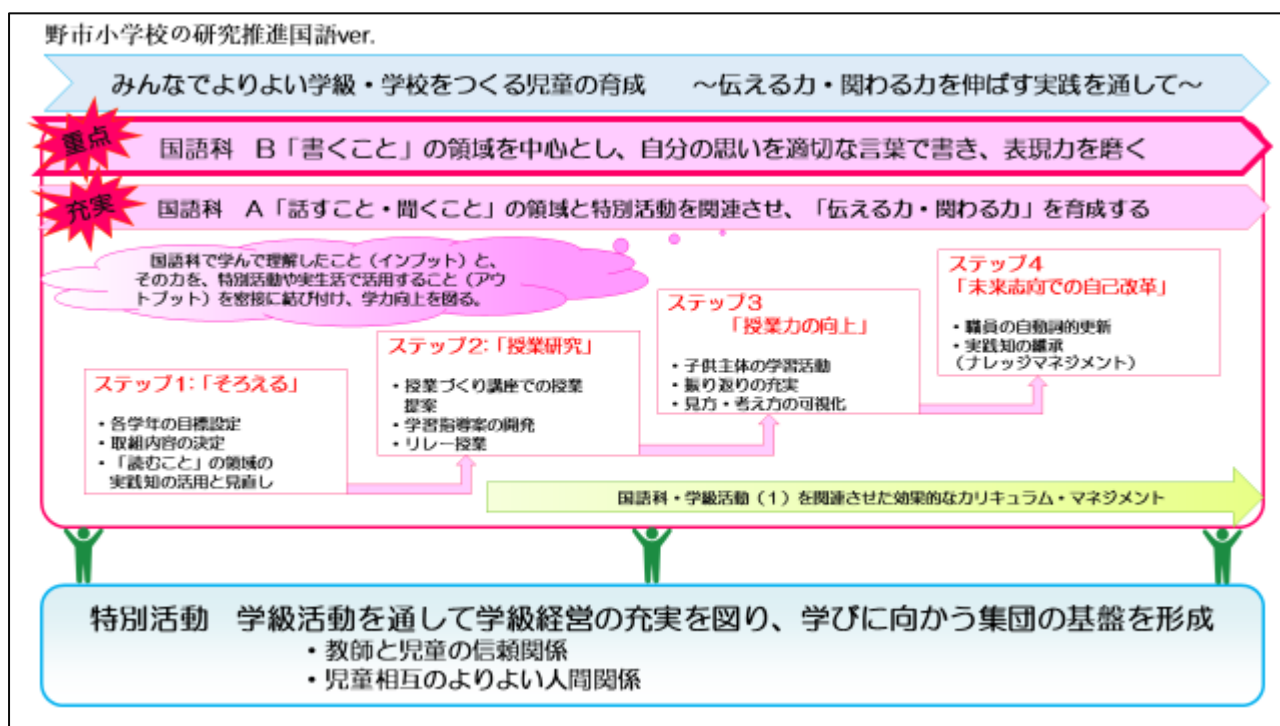 野市小学校の研究推進国語ver.
みんなでよりよい学級・学校をつくる児童の育成　～伝える力・関わる力を伸ばす実践を通して～
重点
国語科　B「書くこと」の領域を中心とし、自分の思いを適切な言葉で書き、表現力を磨く
充実
国語科　A「話すこと・聞くこと」の領域と特別活動を関連させ、「伝える力・関わる力」を育成する
国語科で学んで理解したこと（インプット）と、
その力を、特別活動や実生活で活用すること（アウ
トプット）を密接に結び付け、学力向上を図る。
ステップ1：「そろえる」
・各学年の目標設定
・取組内容の決定
・「読むこと」の領域の
実践知の活用と見直し
ステップ2：「授業研究」
・授業づくり講座での授業
提案
・学習指導案の開発
・リレー授業
ステップ3
「授業力の向上」
・子供主体の学習活動
・振り返りの充実
・見方・考え方の可視化
ステップ4
「未来志向での自己改革」
・職員の自動詞的更新
・実践知の継承
（ナレッジマネジメント）
国語科・学級活動（1）を関連させた効果的なカリキュラム・マネジメント
特別活動　学級活動を通して学級経営の充実を図り、学びに向かう集団の基盤を形成
・教師と児童の信頼関係
・児童相互のよりよい人間関係